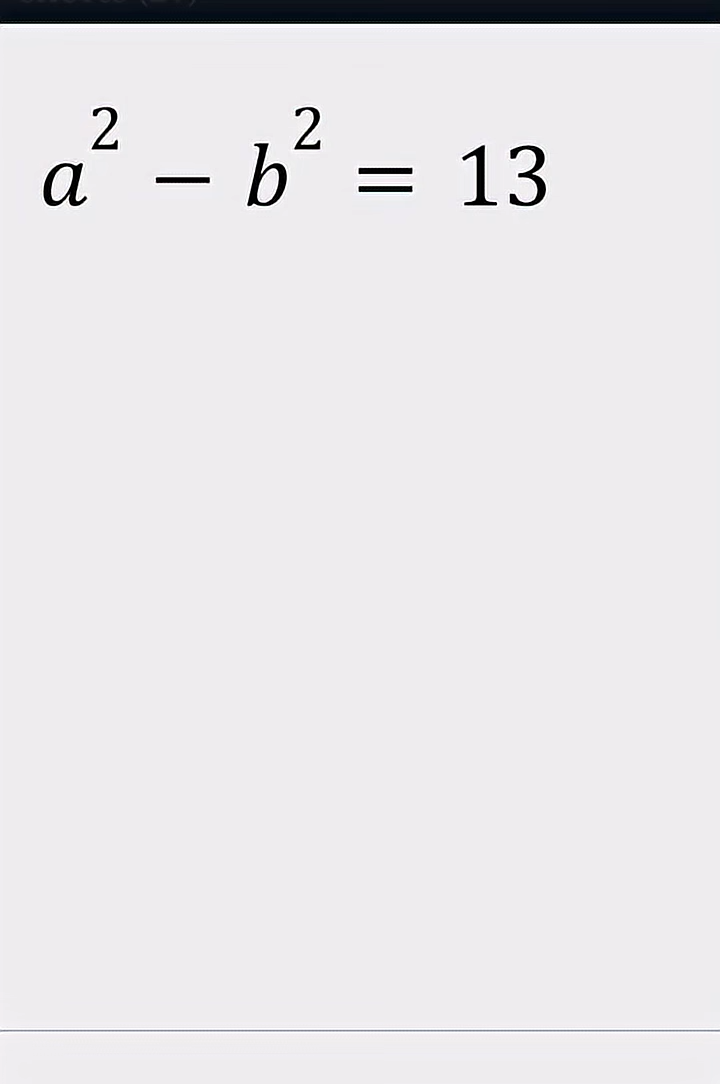 a² − b² = 13